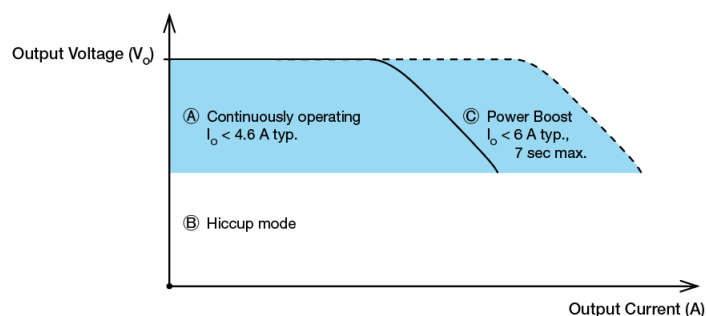 Output Voltage (Vo)
Ⓐ Continuously operating
Io < 4.6 A typ.
Ⓒ Power Boost
Io < 6 A typ.,
7 sec max.
Ⓑ Hiccup mode
Output Current (A)